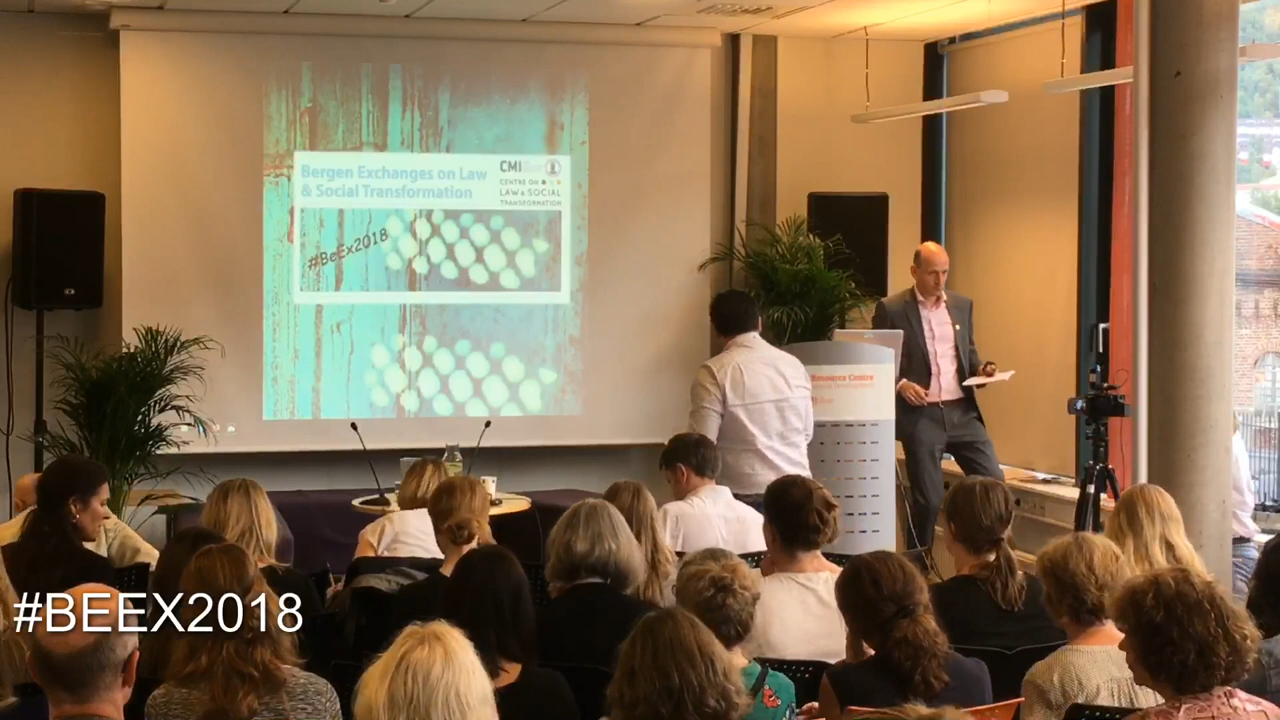 Bergen Exchanges on Law
& Social Transformation
CMI
CENTRE ON
LAW & SOCIAL
TRANSFORMATION
#BeEx2018
Resource Centre
#BEEX2018